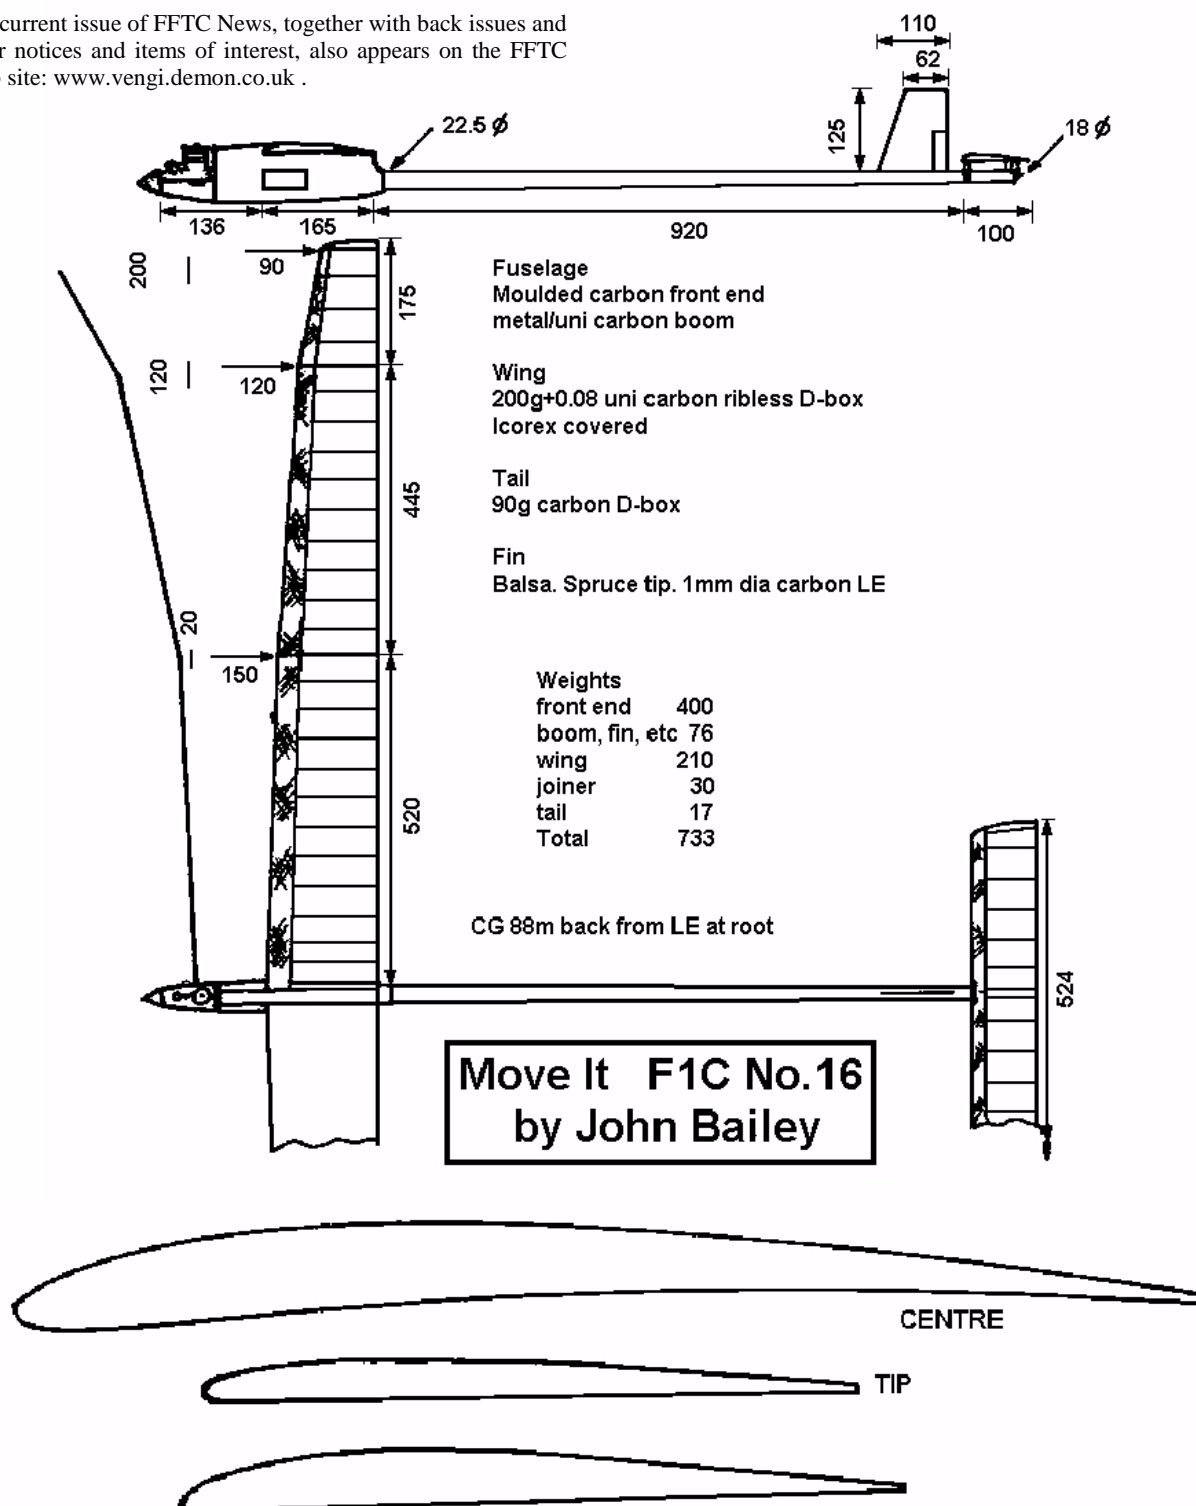 current issue of FFTC News, together with back issues and
r notices and items of interest, also appears on the FFTC
site: www.vengi.demon.co.uk .
110
62
125
22.5 ϕ
18 ϕ
136
165
920
100
200
90
175
120
120
445
20
150
520
Fuselage
Moulded carbon front end
metal/uni carbon boom
Wing
200g+0.08 uni carbon ribless D-box
Icorex covered
Tail
90g carbon D-box
Fin
Balsa. Spruce tip. 1mm dia carbon LE
Weights
front end 400
boom, fin, etc 76
wing 210
joiner 30
tail 17
Total 733
CG 88m back from LE at root
524
Move It F1C No.16
by John Bailey
CENTRE
TIP